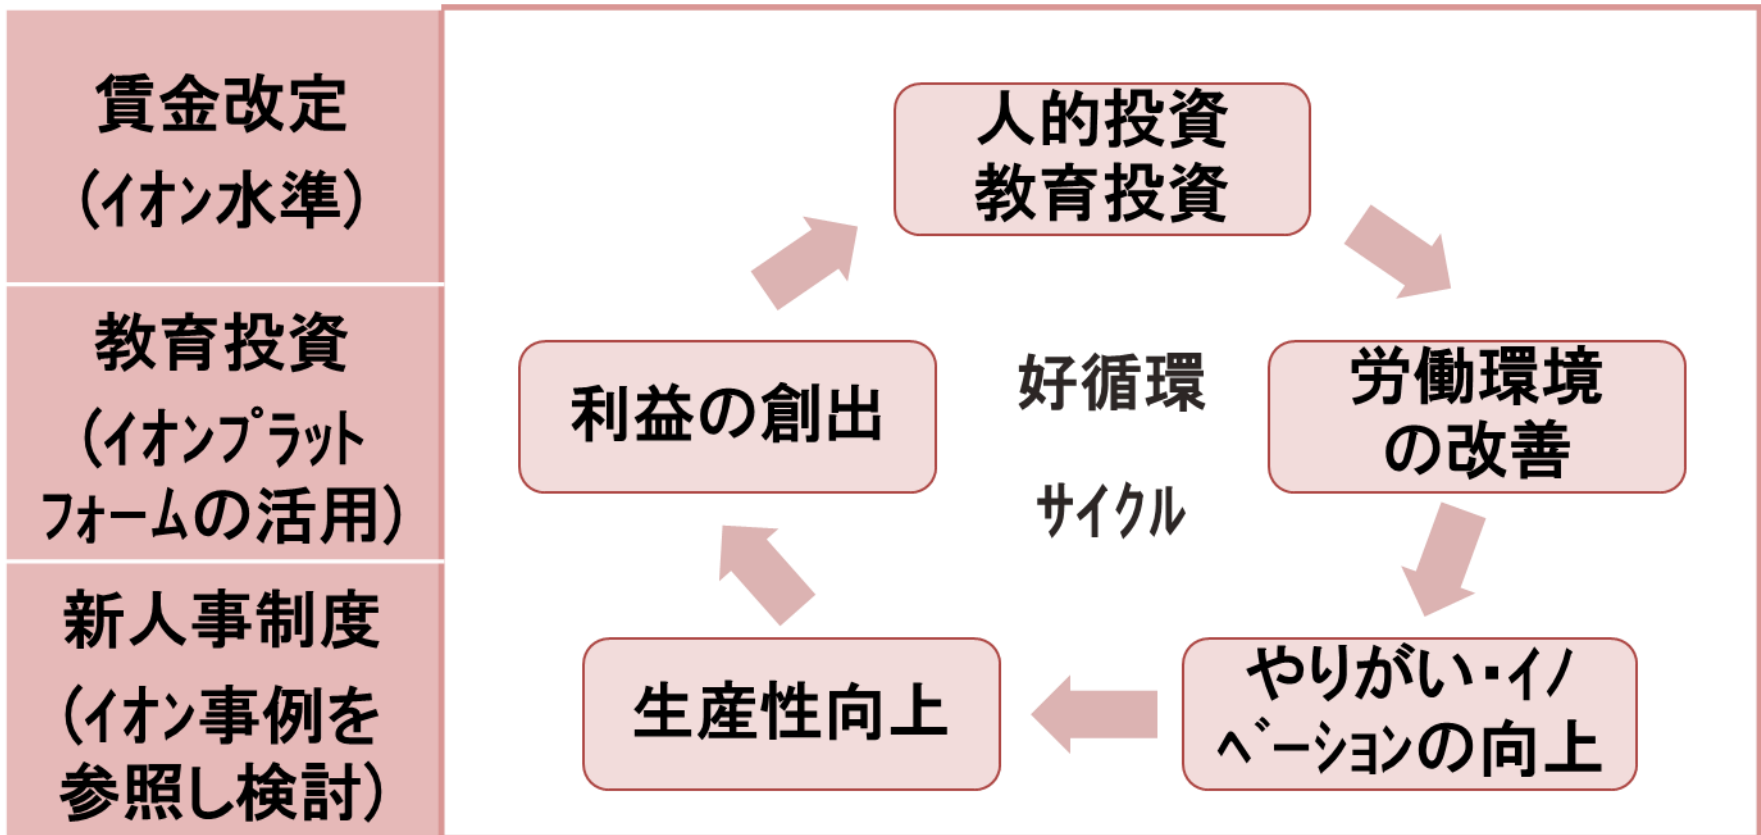 賃金改定
(ｲｵﾝ水準)
教育投資
(ｲｵﾝﾌﾟﾗｯﾄ
ﾌｫｰﾑの活用)
新人事制度
(ｲｵﾝ事例を
参照し検討)
人的投資
教育投資
労働環境
の改善
やりがい・ｲﾉ
ﾍﾞｰｼｮﾝの向上
生産性向上
利益の創出
好循環
ｻｲｸﾙ